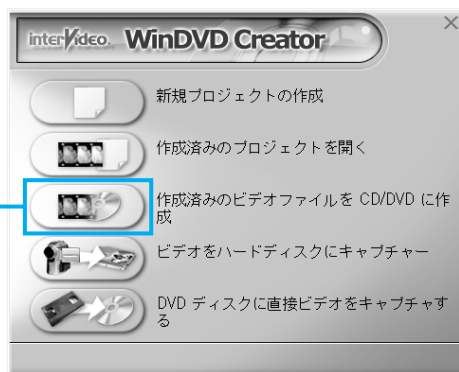 InterVideo. WinDVD Creator
新規プロジェクトの作成
作成済みのプロジェクトを開く
作成済みのビデオファイルを CD/DVD に作
成
ビデオをハードディスクにキャプチャー
DVD ディスクに直接ビデオをキャプチャす
る